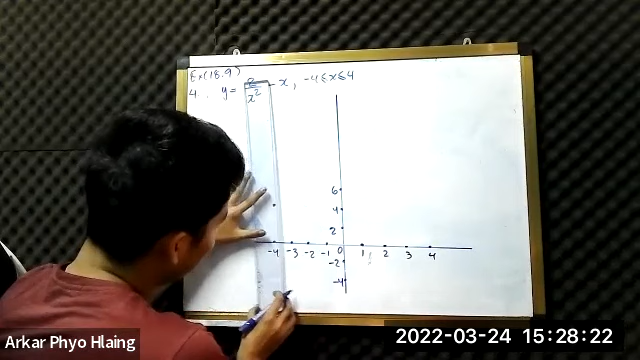 Ex(18.9)
4. y = 8/x² - x, -4≤x≤4
6
4
2
-4 -3 -2 -1 0 1 2 3 4
-2
-4
Arkar Phyo Hlaing
2022-03-24 15:28:22